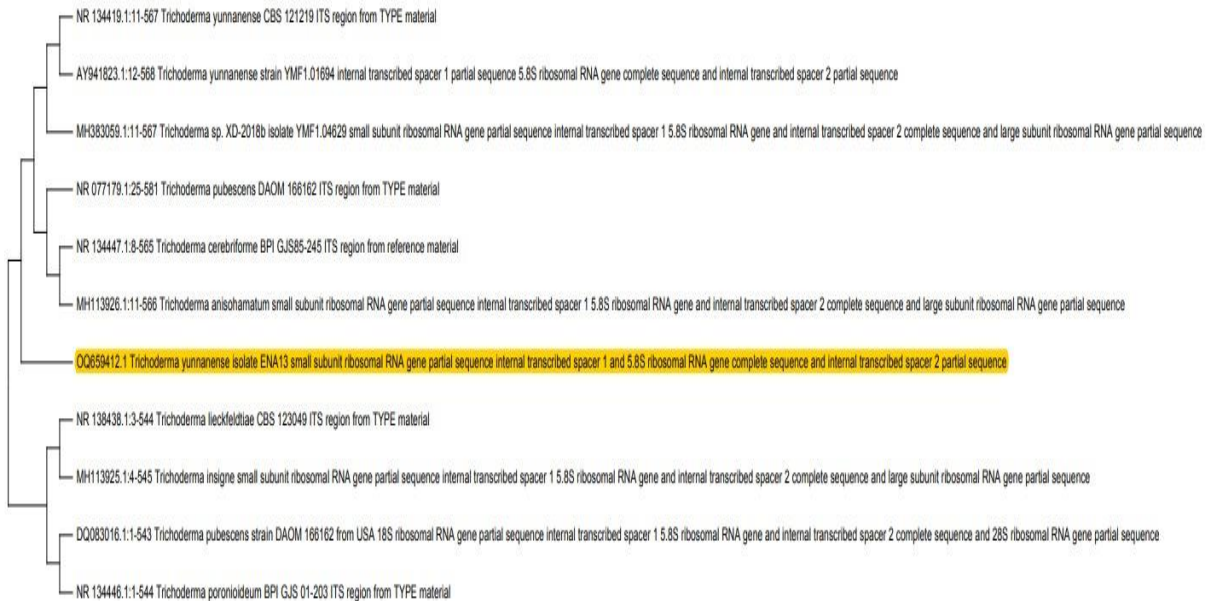 NR 134419.1:11-567 Trichoderma yunnanense CBS 121219 ITS region from TYPE material
AY941823.1:12-568 Trichoderma yunnanense strain YMF1.01694 internal transcribed spacer 1 partial sequence 5.8S ribosomal RNA gene complete sequence and internal transcribed spacer 2 partial sequence
MH383059.1:11-567 Trichoderma sp. XD-2018b isolate YMF1.04629 small subunit ribosomal RNA gene partial sequence internal transcribed spacer 1 5.8S ribosomal RNA gene and internal transcribed spacer 2 complete sequence and large subunit ribosomal RNA gene partial sequence
NR 077179.1:25-581 Trichoderma pubescens DAOM 166162 ITS region from TYPE material
NR 134447.1:8-565 Trichoderma cerebriforme BPI GJS85-245 ITS region from reference material
MH113926.1:11-566 Trichoderma anisohamatum small subunit ribosomal RNA gene partial sequence internal transcribed spacer 1 5.8S ribosomal RNA gene and internal transcribed spacer 2 complete sequence and large subunit ribosomal RNA gene partial sequence
OQ659412.1 Trichoderma yunnanense isolate ENA13 small subunit ribosomal RNA gene partial sequence internal transcribed spacer 1 and 5.8S ribosomal RNA gene complete sequence and internal transcribed spacer 2 partial sequence
NR 138438.1:3-544 Trichoderma lieckfeldtiae CBS 123049 ITS region from TYPE material
MH113925.1:4-545 Trichoderma insigne small subunit ribosomal RNA gene partial sequence internal transcribed spacer 1 5.8S ribosomal RNA gene and internal transcribed spacer 2 complete sequence and large subunit ribosomal RNA gene partial sequence
DQ083016.1:1-543 Trichoderma pubescens strain DAOM 166162 from USA 18S ribosomal RNA gene partial sequence internal transcribed spacer 1 5.8S ribosomal RNA gene and internal transcribed spacer 2 complete sequence and 28S ribosomal RNA gene partial sequence
NR 134446.1:1-544 Trichoderma poronioideum BPI GJS 01-203 ITS region from TYPE material